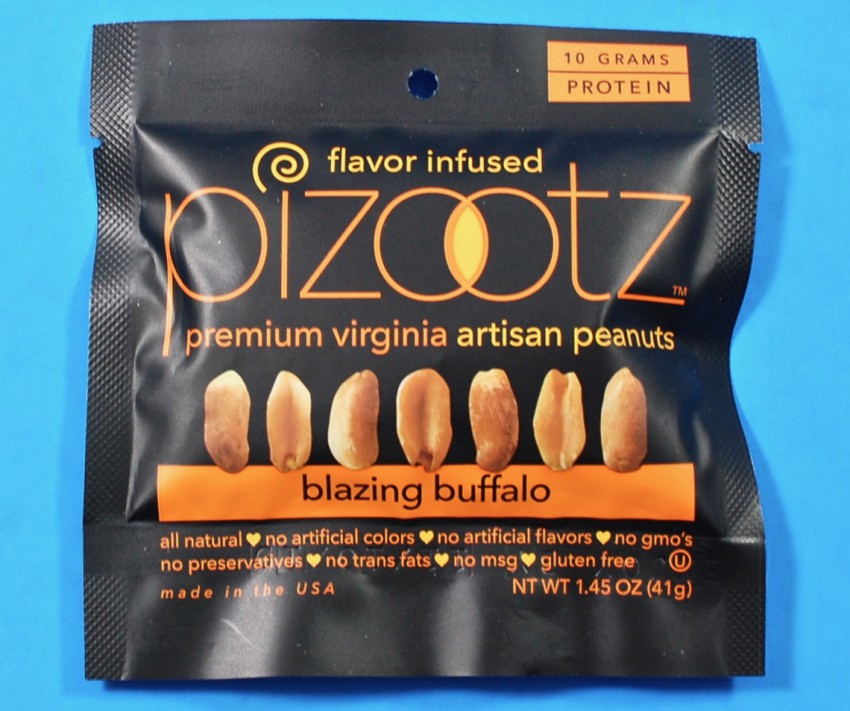 10 GRAMS
PROTEIN
flavor infused
pizootz™
premium virginia artisan peanuts
blazing buffalo
all natural ♥ no artificial colors ♥ no artificial flavors ♥ no gmo's
no preservatives ♥ no trans fats ♥ no msg ♥ gluten free Ⓤ
made in the USA NT WT 1.45 OZ (41g)